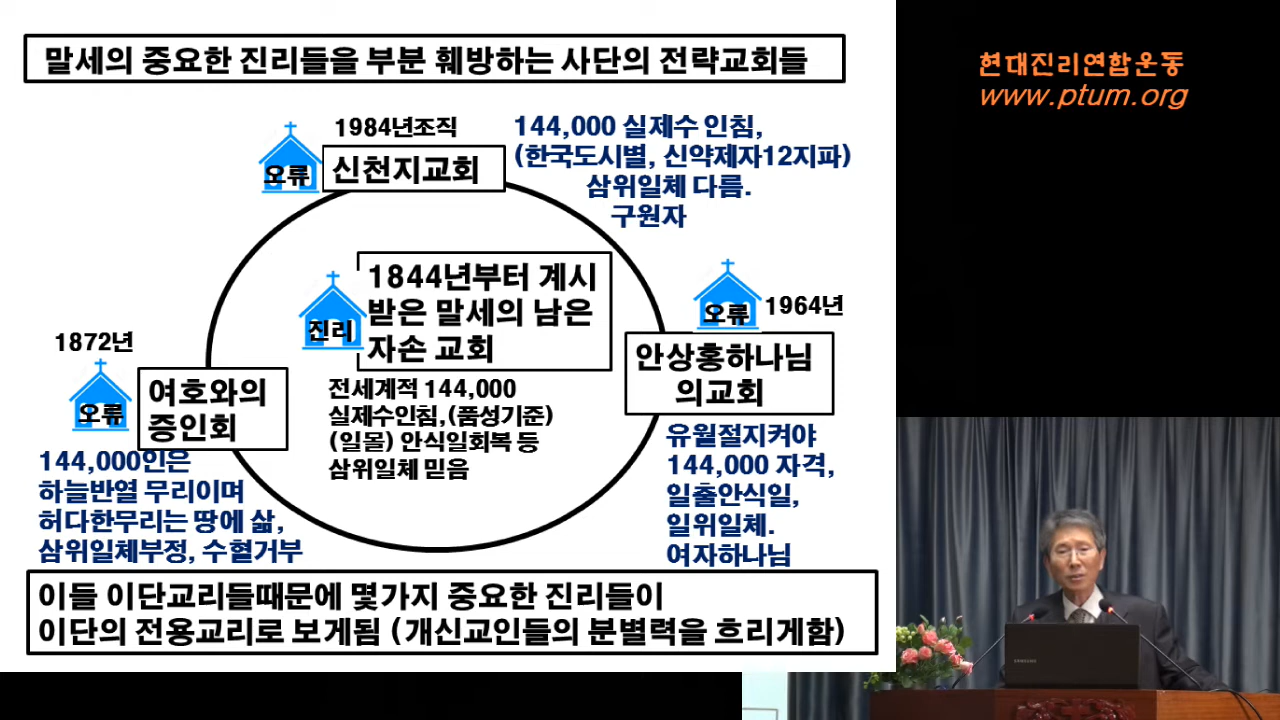 말세의 중요한 진리들을 부분 훼방하는 사단의 전략교회들
현대진리연합운동
www.ptum.org
1984년조직
오류
신천지교회
144,000 실제수 인침,
(한국도시별, 신약제자12지파)
삼위일체 다름.
구원자
진리
1844년부터 계시
받은 말세의 남은
자손 교회
전세계적 144,000
실제수인침,(품성기준)
(일몰) 안식일회복 등
삼위일체 믿음
오류
1964년
안상홍하나님
의교회
유월절지켜야
144,000 자격,
일출안식일,
일위일체.
여자하나님
1872년
오류
여호와의
증인회
144,000인은
하늘반열 무리이며
허다한무리는 땅에 삶,
삼위일체부정, 수혈거부
이들 이단교리들때문에 몇가지 중요한 진리들이
이단의 전용교리로 보게됨 (개신교인들의 분별력을 흐리게함)
SAMSUNG